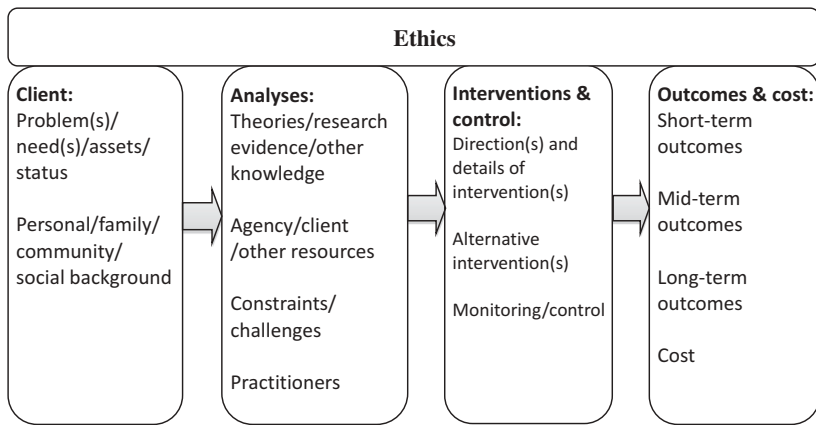 Ethics
Client:
Problem(s)/
need(s)/assets/
status
Personal/family/
community/
social background
Analyses:
Theories/research
evidence/other
knowledge
Agency/client
/other resources
Constraints/
challenges
Practitioners
Interventions &
control:
Direction(s) and
details of
intervention(s)
Alternative
intervention(s)
Monitoring/control
Outcomes & cost:
Short-term
outcomes
Mid-term
outcomes
Long-term
outcomes
Cost